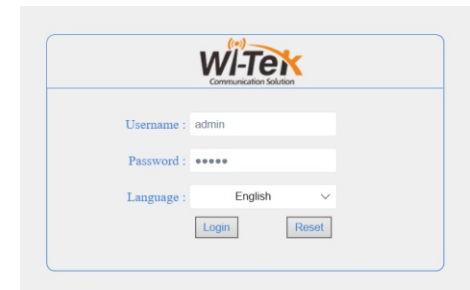 Wi-Tek
Communication Solution
Username : admin
Password : •••••
Language : English
Login Reset